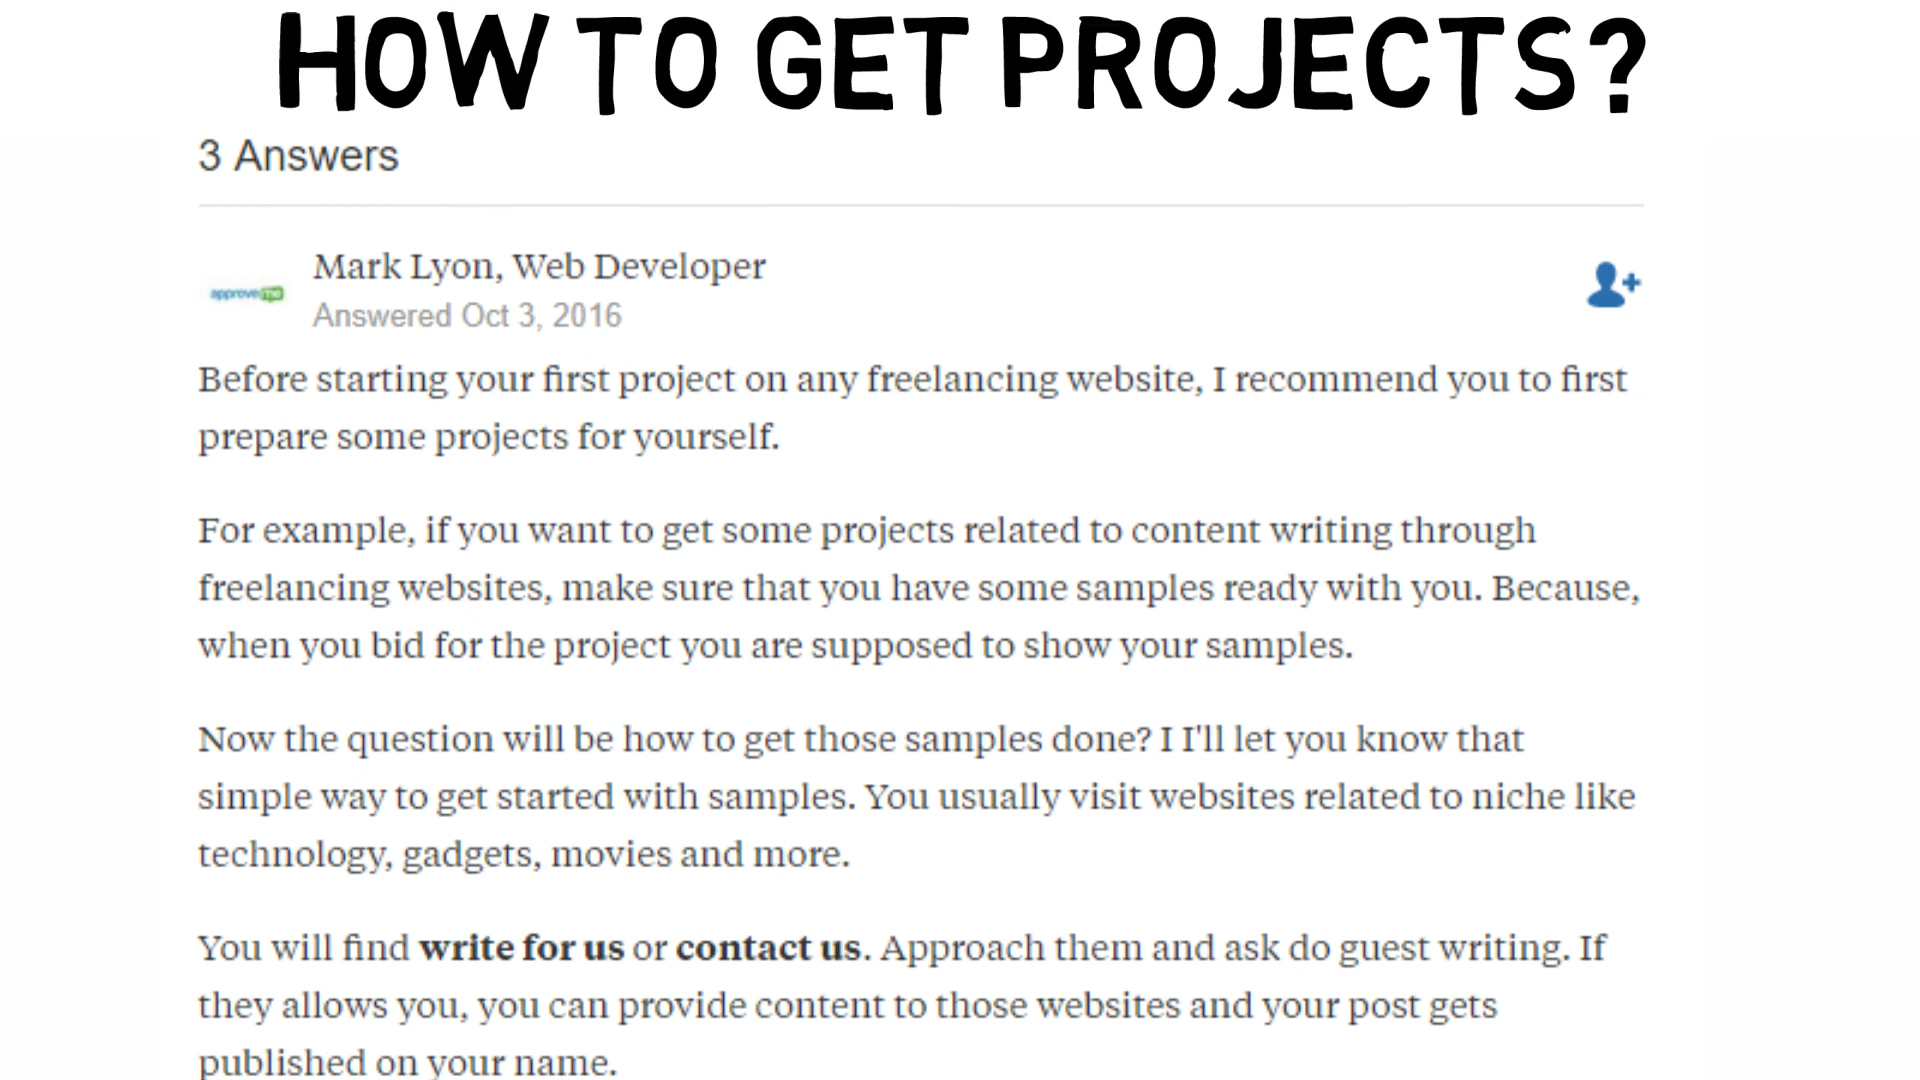 HOW TO GET PROJECTS?
3 Answers
Mark Lyon, Web Developer
approveme
Answered Oct 3, 2016
Before starting your first project on any freelancing website, I recommend you to first
prepare some projects for yourself.
For example, if you want to get some projects related to content writing through
freelancing websites, make sure that you have some samples ready with you. Because,
when you bid for the project you are supposed to show your samples.
Now the question will be how to get those samples done? I I'll let you know that
simple way to get started with samples. You usually visit websites related to niche like
technology, gadgets, movies and more.
You will find write for us or contact us. Approach them and ask do guest writing. If
they allows you, you can provide content to those websites and your post gets
published on your name.